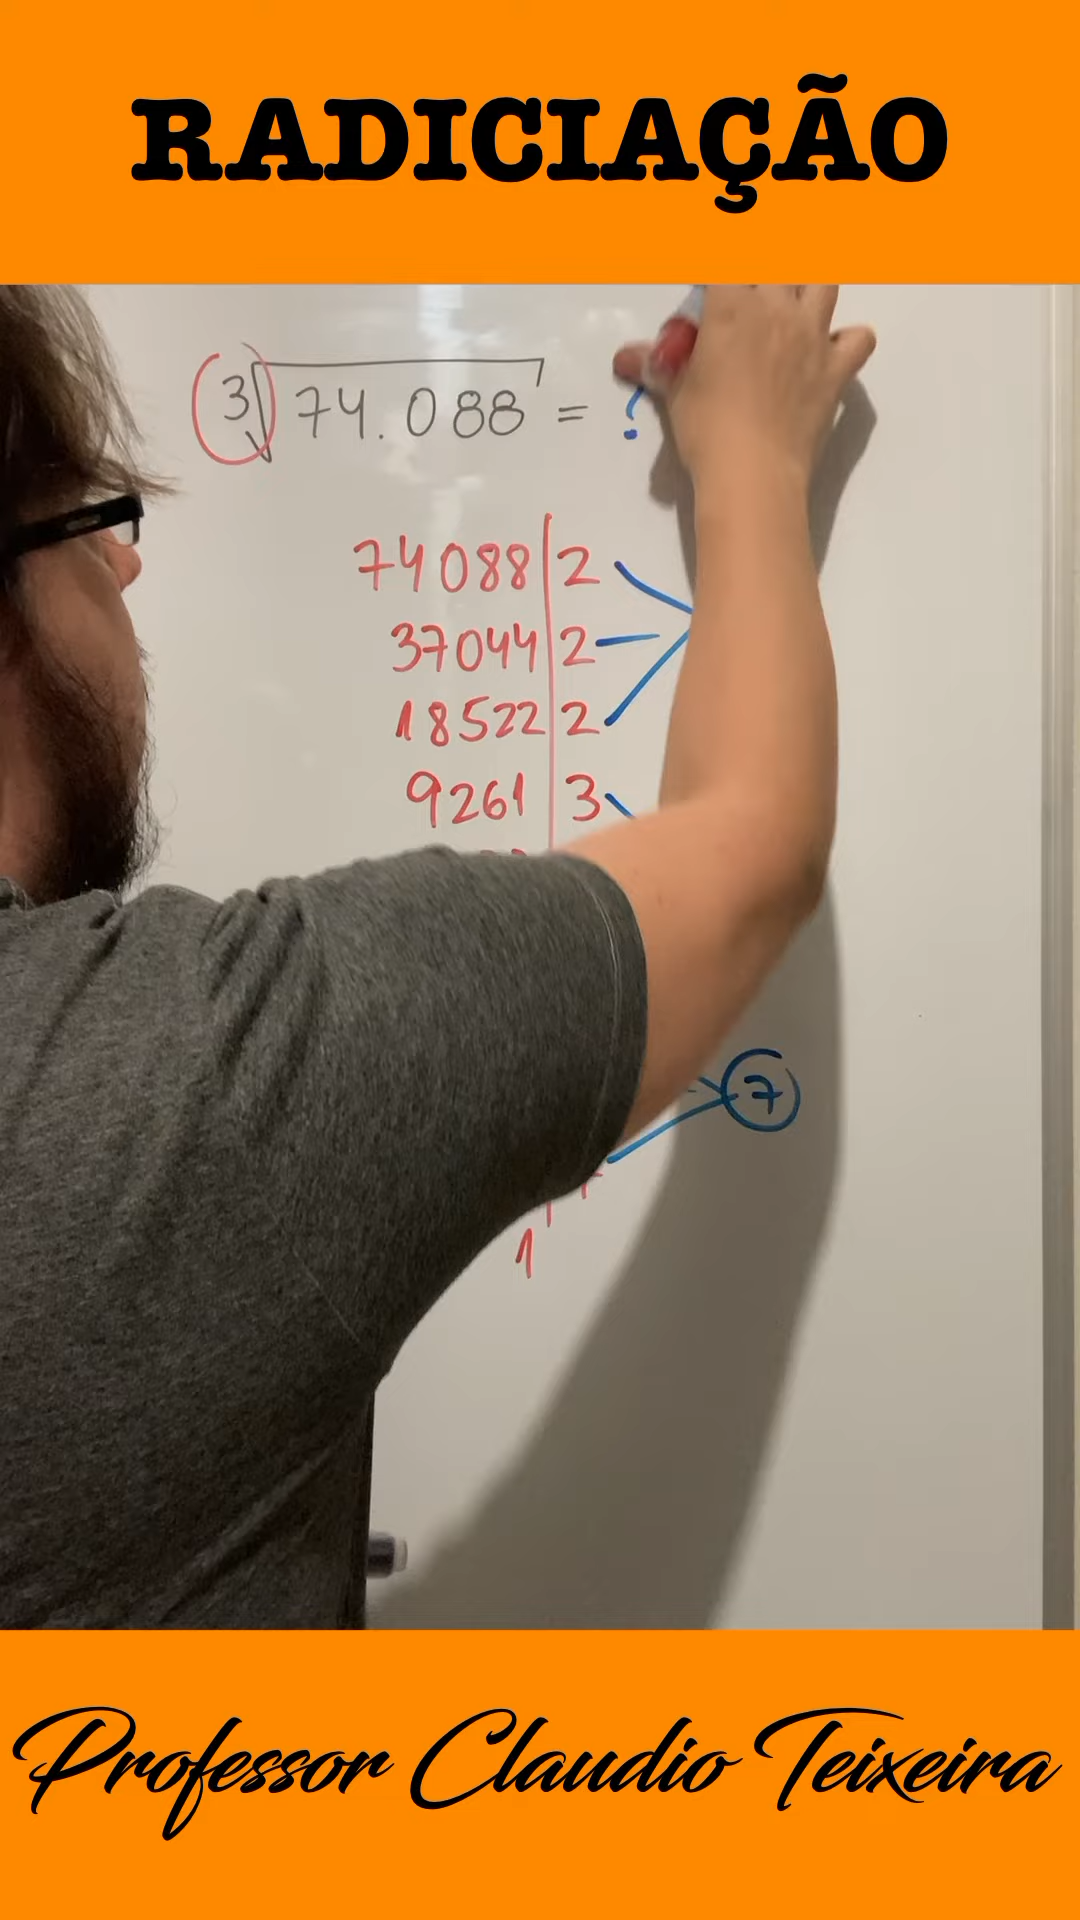 RADICIAÇÃO
3√74.088 = ?
74088|2
37044|2
18522|2
9261|3
7
1
Professor Claudio Teixeira